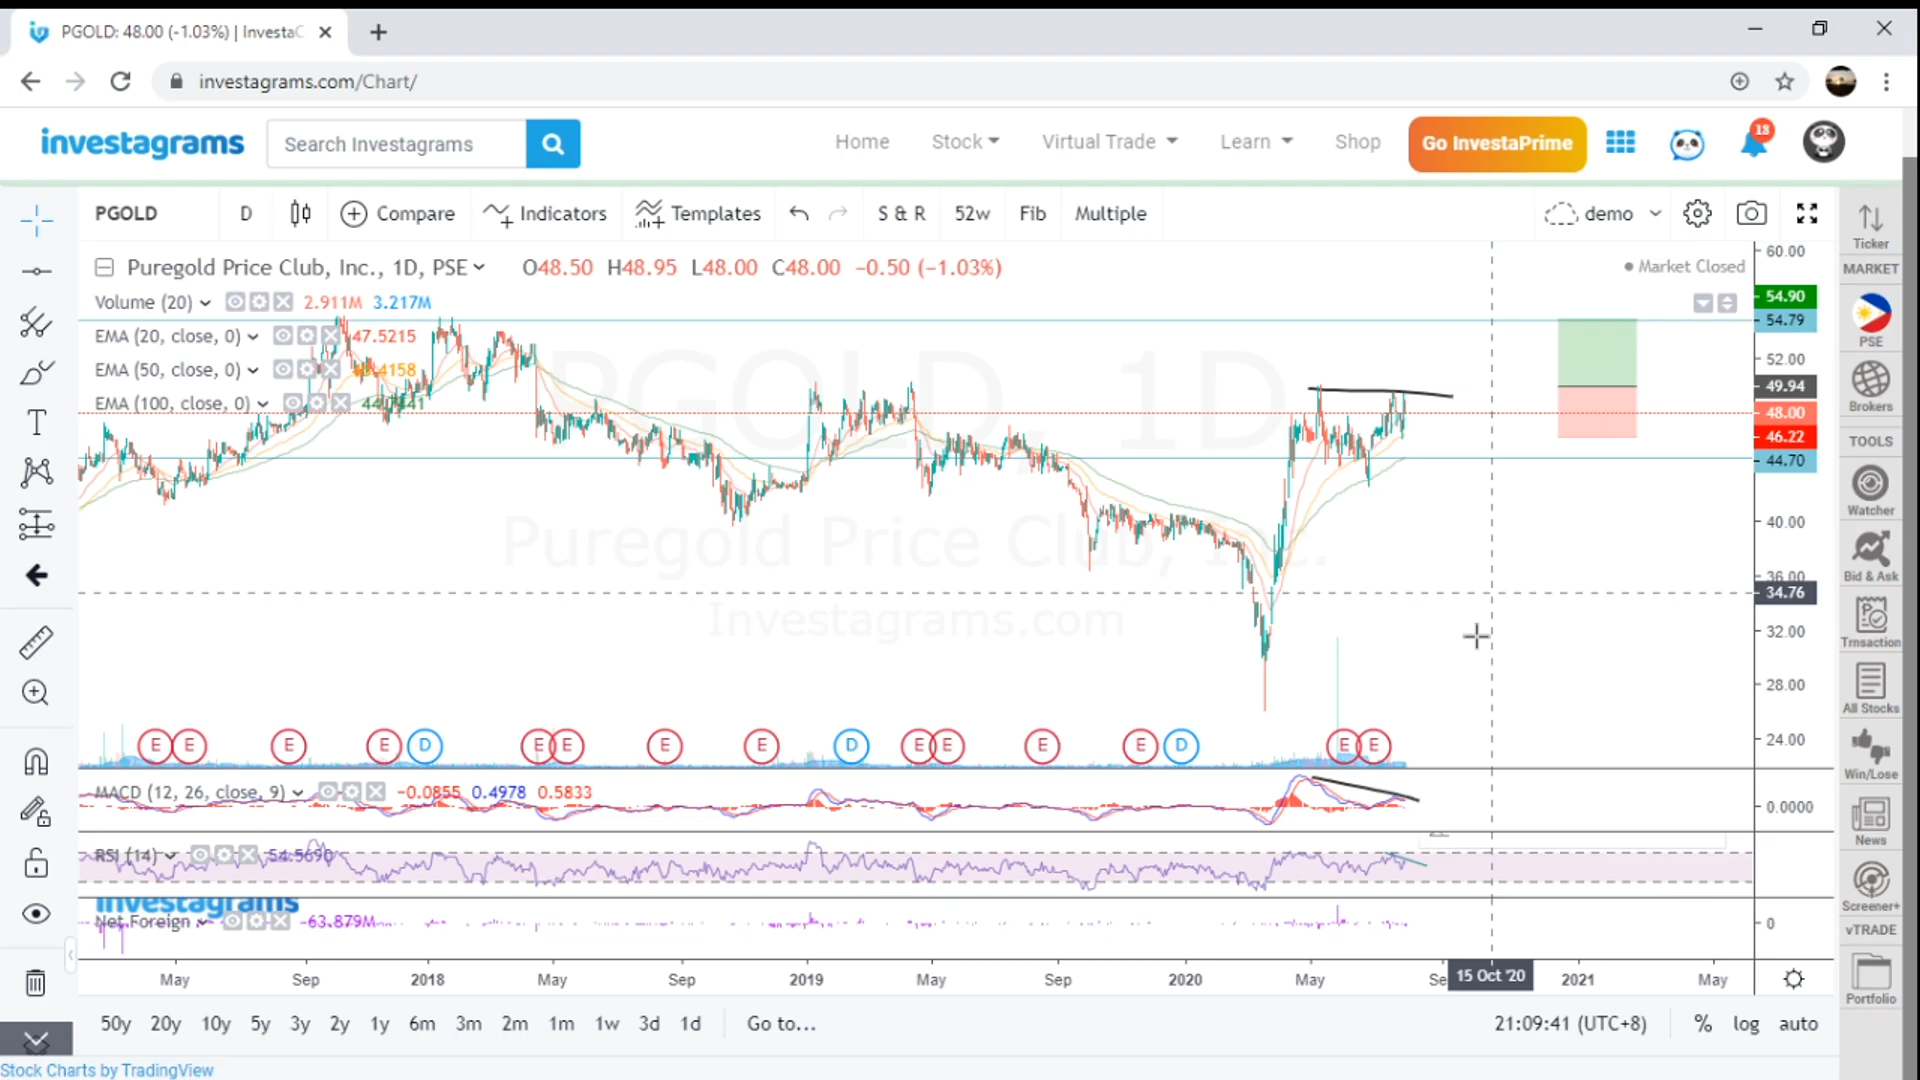 PGOLD: 48.00 (-1.03%) | Investa
investagrams.com/Chart/
investagrams
Search Investagrams
Home
Stock
Virtual Trade
Learn
Shop
Go InvestaPrime
18
PGOLD
D
Compare
Indicators
Templates
S & R
52w
Fib
Multiple
demo
Ticker
Puregold Price Club, Inc., 1D, PSE
O48.50 H48.95 L48.00 C48.00 −0.50 (−1.03%)
Market Closed
60.00
MARKET
Volume (20) 2.911M 3.217M
54.90
54.79
EMA (20, close, 0) 47.5215
PSE
EMA (50, close, 0)
52.00
EMA (100, close, 0)
49.94
48.00
46.22
44.70
Brokers
TOOLS
PGOLD, 1D
Puregold Price Club, Inc.
Investagrams.com
Watcher
40.00
36.00
34.76
Bid & Ask
32.00
Trnsaction
28.00
All Stocks
24.00
E E E E D E E E E D E E E E D E E
Win/Lose
MACD (12, 26, close, 9) -0.0855 0.4978 0.5833
0.0000
News
RSI (14) 54.5690
Screener+
investagrams
Net Foreign -63.879M
0
vTRADE
May Sep 2018 May Sep 2019 May Sep 2020 May Se 15 Oct '20 2021 May
Portfolio
50y 20y 10y 5y 3y 2y 1y 6m 3m 2m 1m 1w 3d 1d Go to...
21:09:41 (UTC+8) % log auto
Stock Charts by TradingView